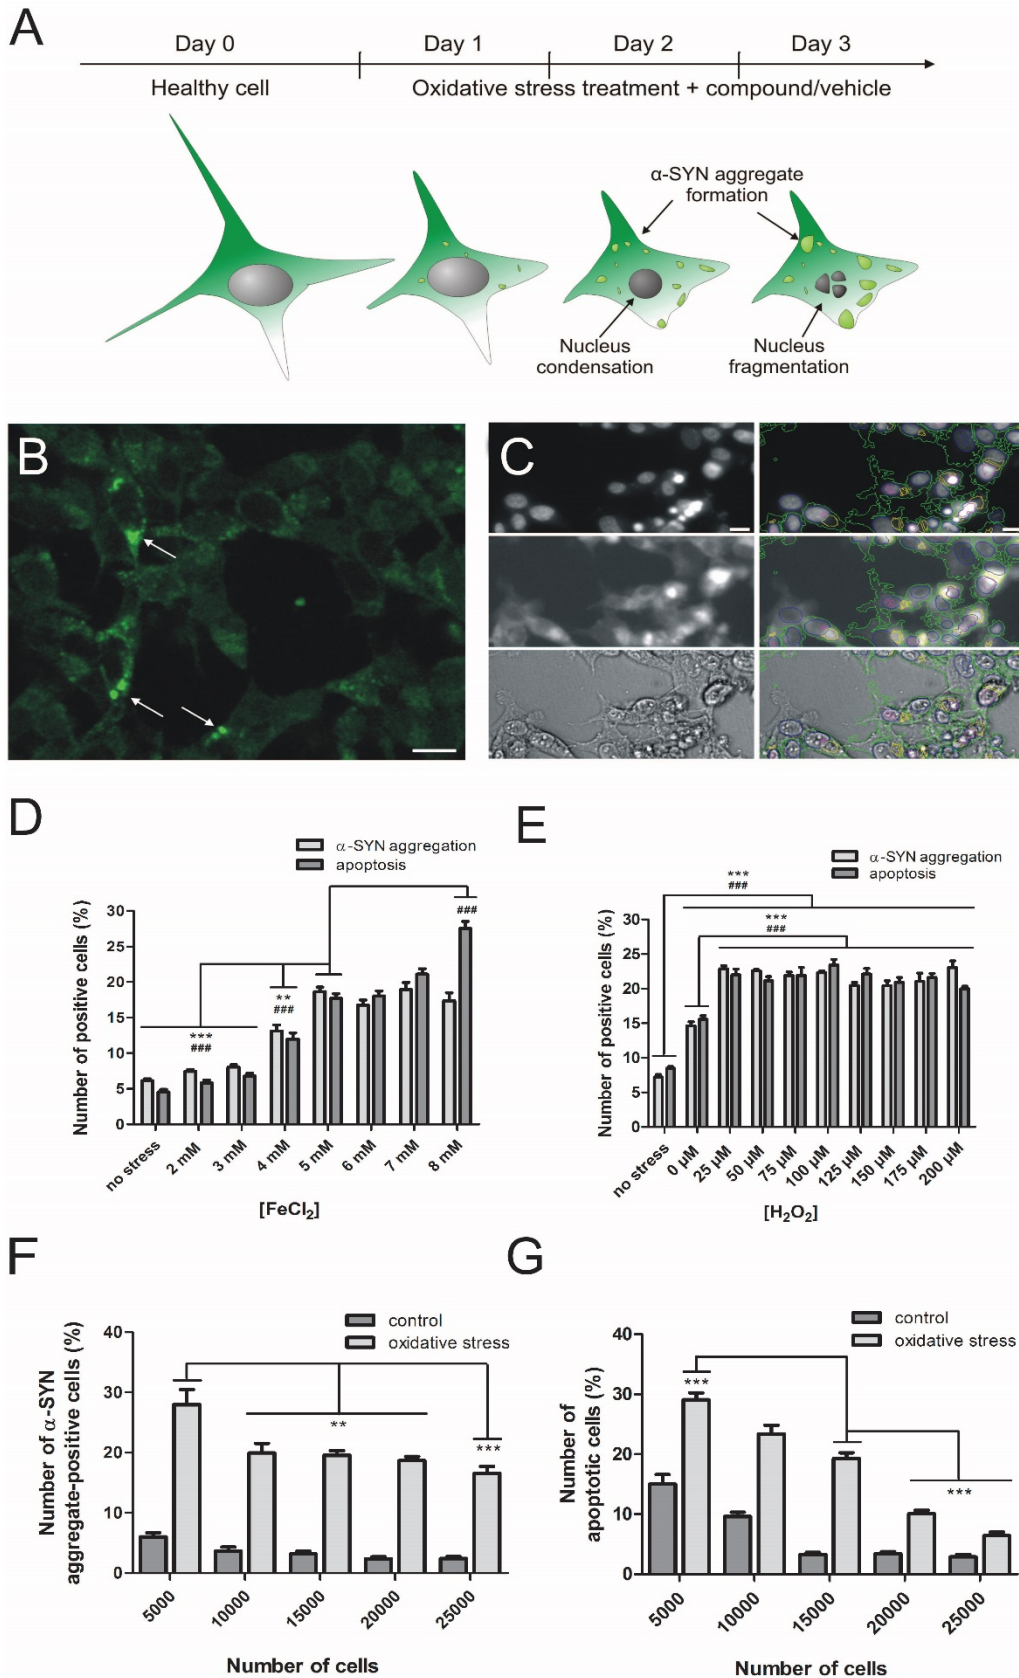 A
Day 0 Day 1 Day 2 Day 3
Healthy cell Oxidative stress treatment + compound/vehicle
α-SYN aggregate
formation
Nucleus
condensation
Nucleus
fragmentation
B
C
D
α-SYN aggregation
apoptosis
Number of positive cells (%)
30
25
20
15
10
5
0
***
###
**
###
###
no stress 2 mM 3 mM 4 mM 5 mM 6 mM 7 mM 8 mM
[FeCl₂]
E
α-SYN aggregation
apoptosis
Number of positive cells (%)
30
25
20
15
10
5
0
***
###
***
###
no stress 0 µM 25 µM 50 µM 75 µM 100 µM 125 µM 150 µM 175 µM 200 µM
[H₂O₂]
F
control
oxidative stress
Number of α-SYN
aggregate-positive cells (%)
40
30
20
10
0
**
***
5000 10000 15000 20000 25000
Number of cells
G
control
oxidative stress
Number of
apoptotic cells (%)
40
30
20
10
0
***
***
5000 10000 15000 20000 25000
Number of cells